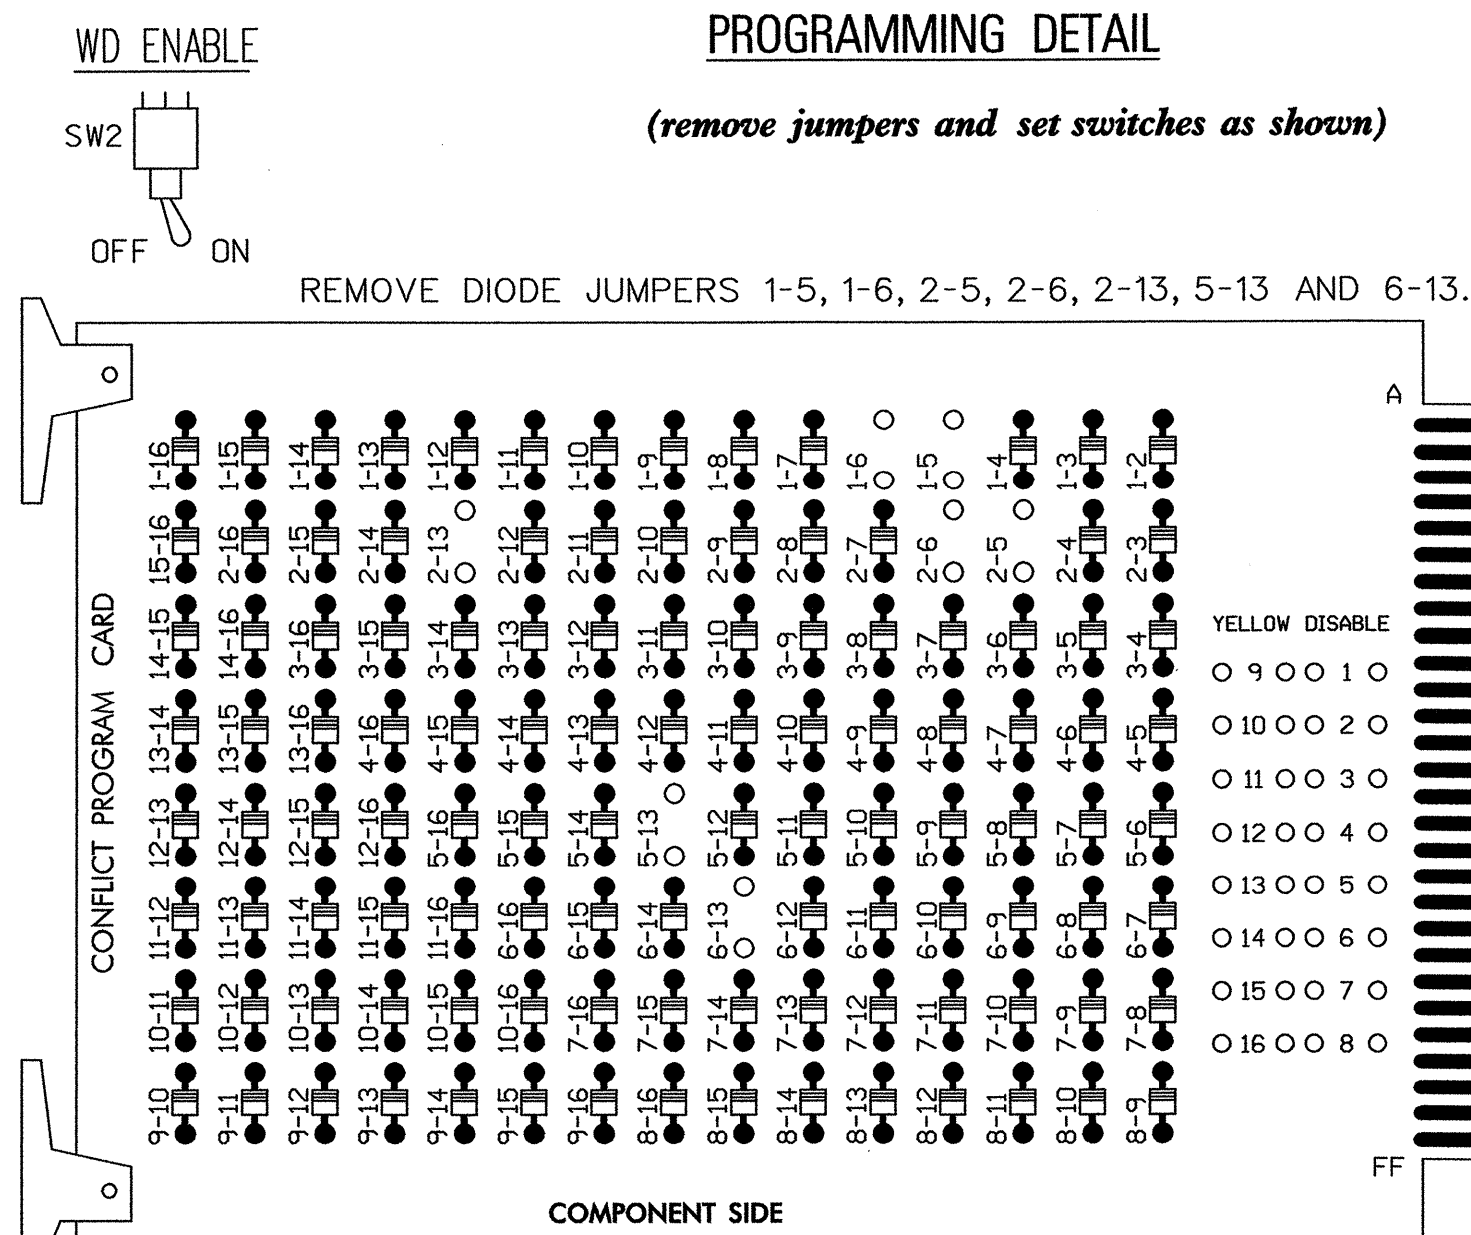 WD ENABLE
PROGRAMMING DETAIL
(remove jumpers and set switches as shown)
SW2
OFF ON
REMOVE DIODE JUMPERS 1-5, 1-6, 2-5, 2-6, 2-13, 5-13 AND 6-13.
A
1-16 1-15 1-14 1-13 1-12 1-11 1-10 1-9 1-8 1-7 1-6 1-5 1-4 1-3 1-2
15-16 2-16 2-15 2-14 2-13 2-12 2-11 2-10 2-9 2-8 2-7 2-6 2-5 2-4 2-3
14-15 14-16 3-16 3-15 3-14 3-13 3-12 3-11 3-10 3-9 3-8 3-7 3-6 3-5 3-4
13-14 13-15 13-16 4-16 4-15 4-14 4-13 4-12 4-11 4-10 4-9 4-8 4-7 4-6 4-5
12-13 12-14 12-15 12-16 5-16 5-15 5-14 5-13 5-12 5-11 5-10 5-9 5-8 5-7 5-6
11-12 11-13 11-14 11-15 11-16 6-16 6-15 6-14 6-13 6-12 6-11 6-10 6-9 6-8 6-7
10-11 10-12 10-13 10-14 10-15 10-16 7-16 7-15 7-14 7-13 7-12 7-11 7-10 7-9 7-8
9-10 9-11 9-12 9-13 9-14 9-15 9-16 8-16 8-15 8-14 8-13 8-12 8-11 8-10 8-9
CONFLICT PROGRAM CARD
YELLOW DISABLE
9 1
10 2
11 3
12 4
13 5
14 6
15 7
16 8
FF
COMPONENT SIDE